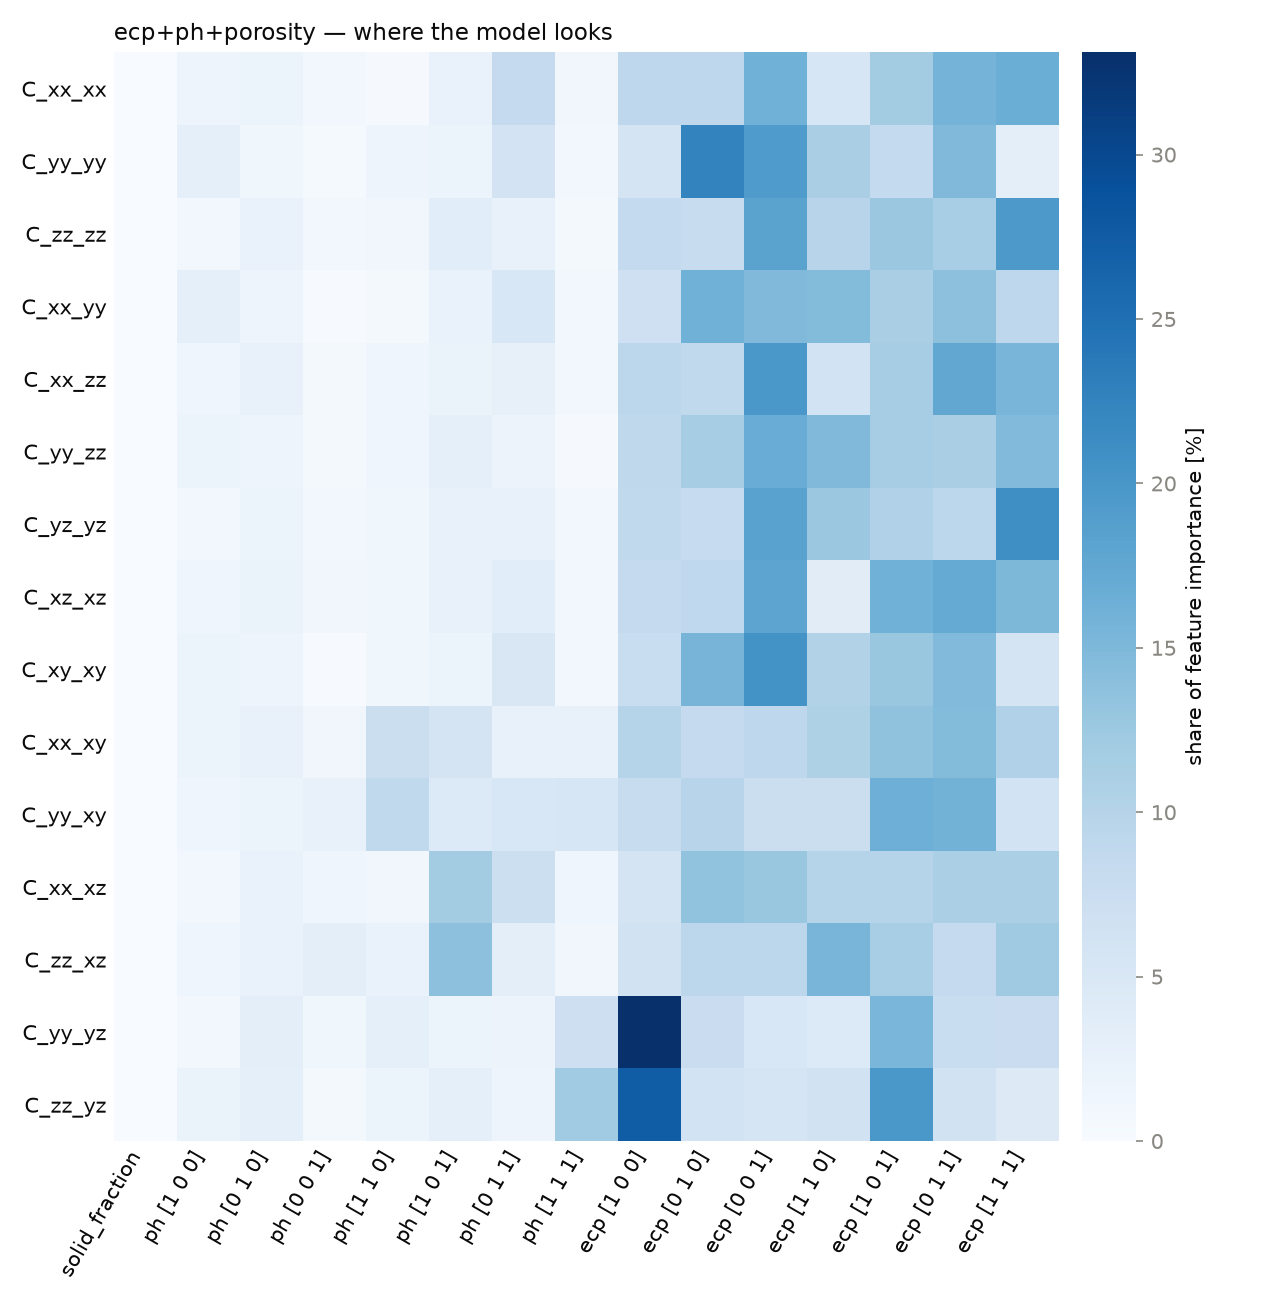 ecp+ph+porosity — where the model looks
C_xx_xx
C_yy_yy
C_zz_zz
C_xx_yy
C_xx_zz
C_yy_zz
C_yz_yz
C_xz_xz
C_xy_xy
C_xx_xy
C_yy_xy
C_xx_xz
C_zz_xz
C_yy_yz
C_zz_yz
solid_fraction
ph [1 0 0]
ph [0 1 0]
ph [0 0 1]
ph [1 1 0]
ph [1 0 1]
ph [0 1 1]
ph [1 1 1]
ecp [1 0 0]
ecp [0 1 0]
ecp [0 0 1]
ecp [1 1 0]
ecp [1 0 1]
ecp [0 1 1]
ecp [1 1 1]
30
25
20
15
10
5
0
share of feature importance [%]